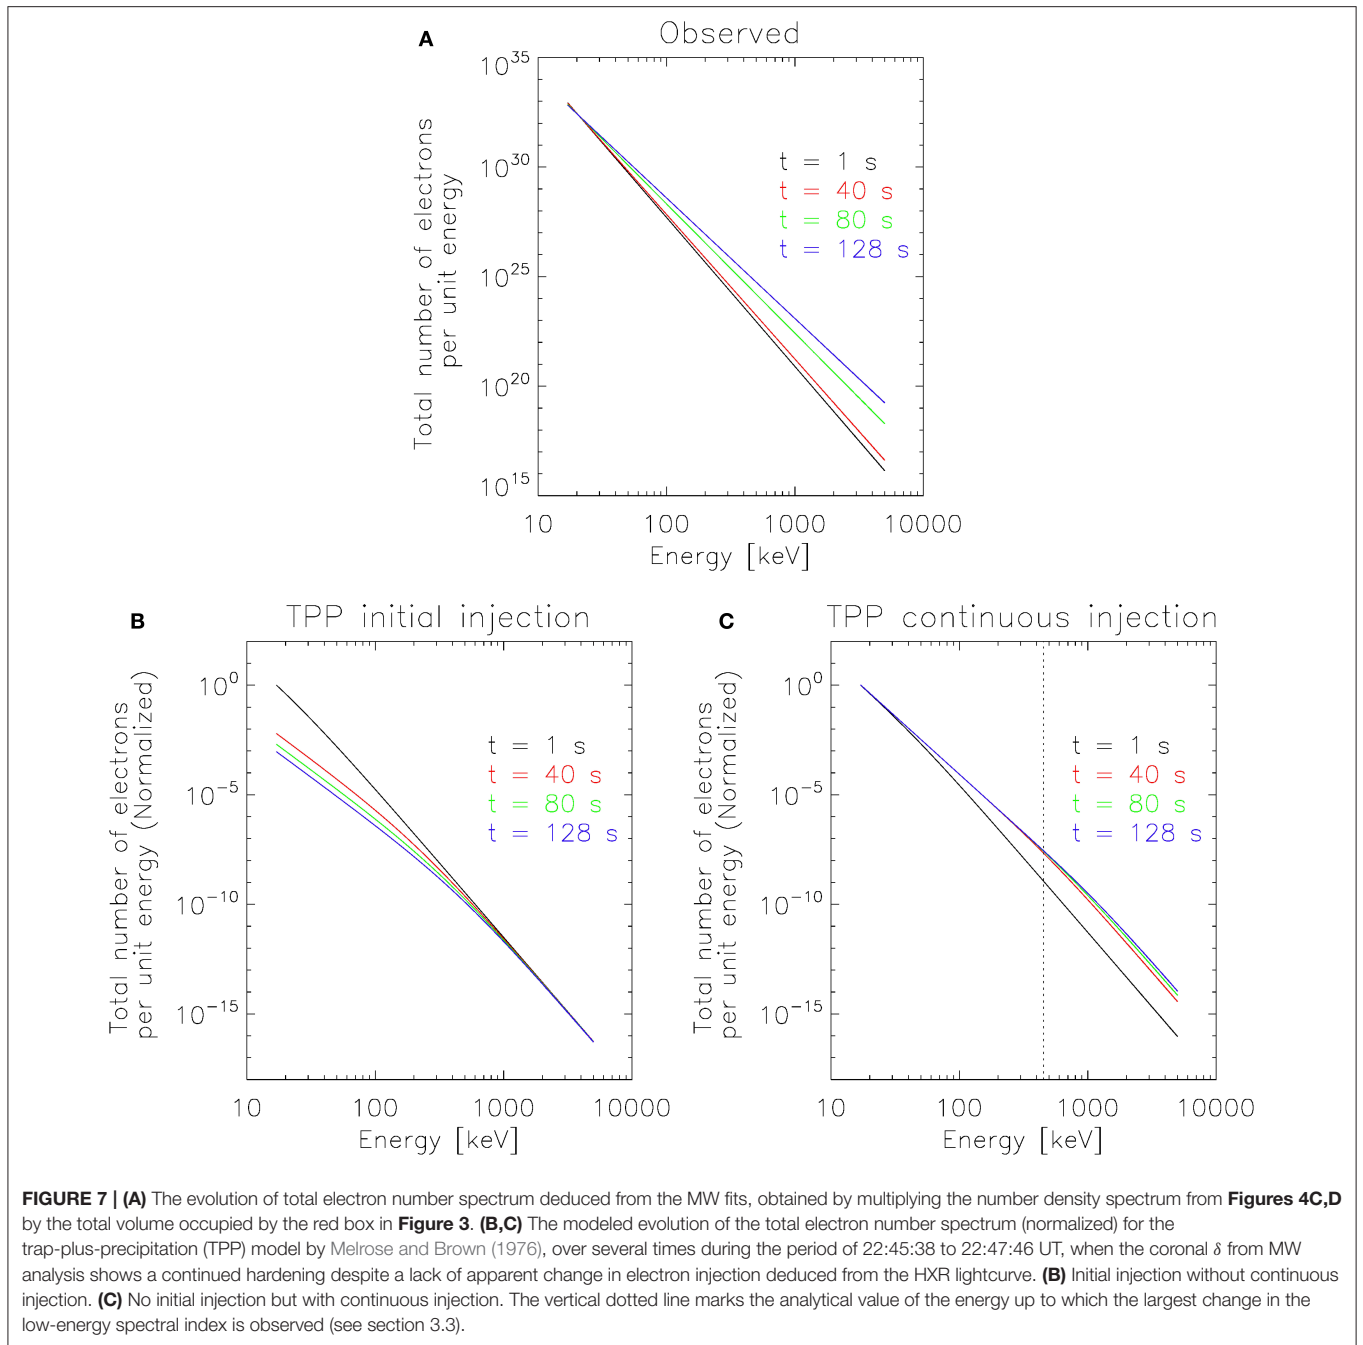 A
Observed
10^35
10^30
10^25
10^20
10^15
Total number of electrons
per unit energy
t = 1 s
t = 40 s
t = 80 s
t = 128 s
10 100 1000 10000
Energy [keV]
B
TPP initial injection
10^0
10^-5
10^-10
10^-15
Total number of electrons
per unit energy (Normalized)
t = 1 s
t = 40 s
t = 80 s
t = 128 s
10 100 1000 10000
Energy [keV]
C
TPP continuous injection
10^0
10^-5
10^-10
10^-15
Total number of electrons
per unit energy (Normalized)
t = 1 s
t = 40 s
t = 80 s
t = 128 s
10 100 1000 10000
Energy [keV]
FIGURE 7 | (A) The evolution of total electron number spectrum deduced from the MW fits, obtained by multiplying the number density spectrum from Figures 4C,D
by the total volume occupied by the red box in Figure 3. (B,C) The modeled evolution of the total electron number spectrum (normalized) for the
trap-plus-precipitation (TPP) model by Melrose and Brown (1976), over several times during the period of 22:45:38 to 22:47:46 UT, when the coronal δ from MW
analysis shows a continued hardening despite a lack of apparent change in electron injection deduced from the HXR lightcurve. (B) Initial injection without continuous
injection. (C) No initial injection but with continuous injection. The vertical dotted line marks the analytical value of the energy up to which the largest change in the
low-energy spectral index is observed (see section 3.3).